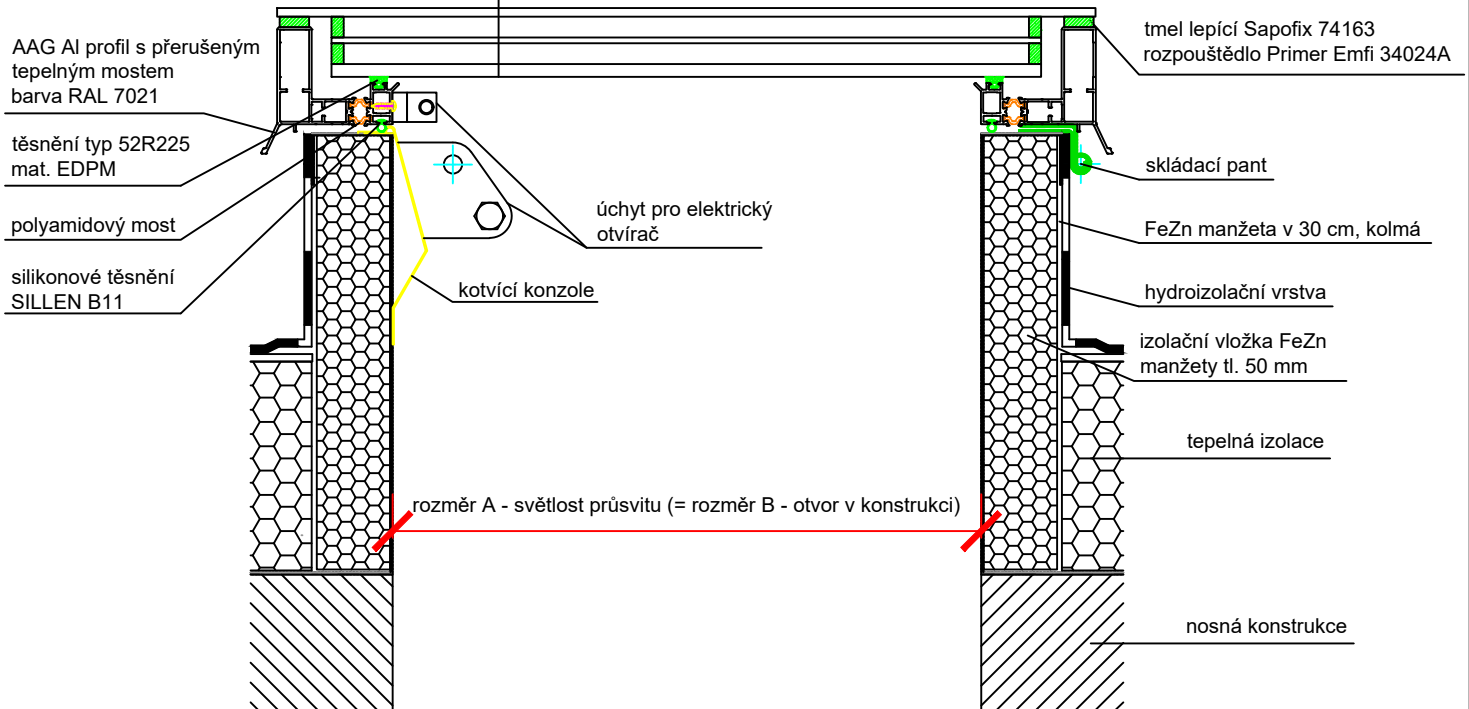 AAG Al profil s přerušeným
tepelným mostem
barva RAL 7021
těsnění typ 52R225
mat. EDPM
polyamidový most
silikonové těsnění
SILLEN B11
úchyt pro elektrický
otvírač
kotvící konzole
rozměr A - světlost průsvitu (= rozměr B - otvor v konstrukci)
tmel lepící Sapofix 74163
rozpouštědlo Primer Emfi 34024A
skládací pant
FeZn manžeta v 30 cm, kolmá
hydroizolační vrstva
izolační vložka FeZn
manžety tl. 50 mm
tepelná izolace
nosná konstrukce